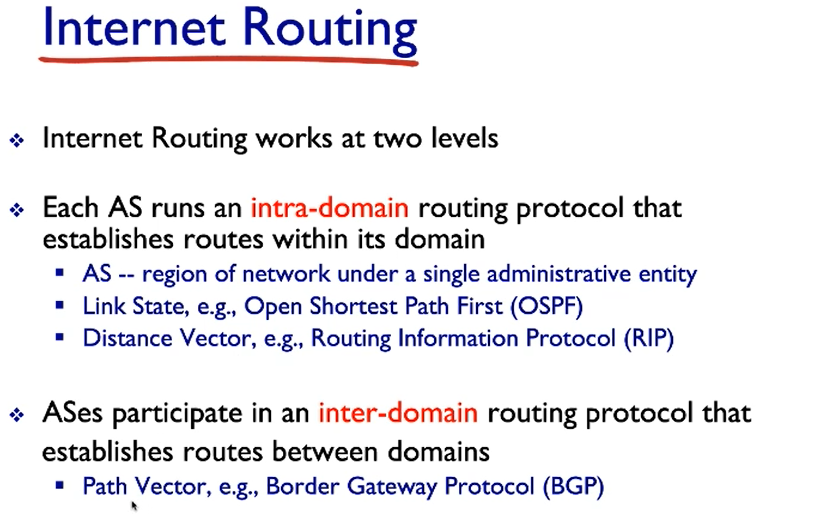 Internet Routing
Internet Routing works at two levels
Each AS runs an intra-domain routing protocol that
establishes routes within its domain
AS -- region of network under a single administrative entity
Link State, e.g., Open Shortest Path First (OSPF)
Distance Vector, e.g., Routing Information Protocol (RIP)
ASes participate in an inter-domain routing protocol that
establishes routes between domains
Path Vector, e.g., Border Gateway Protocol (BGP)